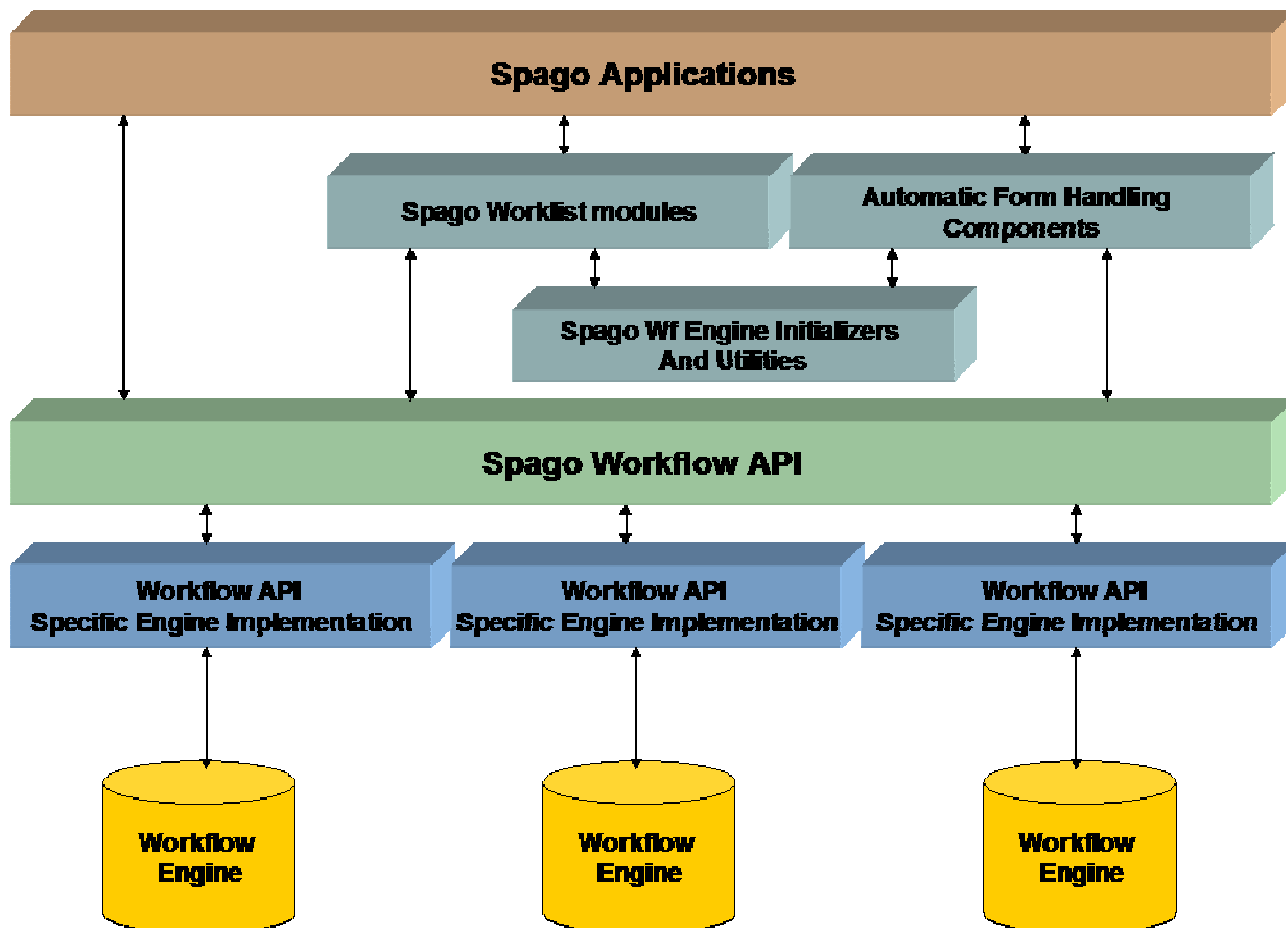 Spago Applications
Spago Worklist modules
Automatic Form Handling
Components
Spago Wf Engine Initializers
And Utilities
Spago Workflow API
Workflow API
Specific Engine Implementation
Workflow API
Specific Engine Implementation
Workflow API
Specific Engine Implementation
Workflow
Engine
Workflow
Engine
Workflow
Engine